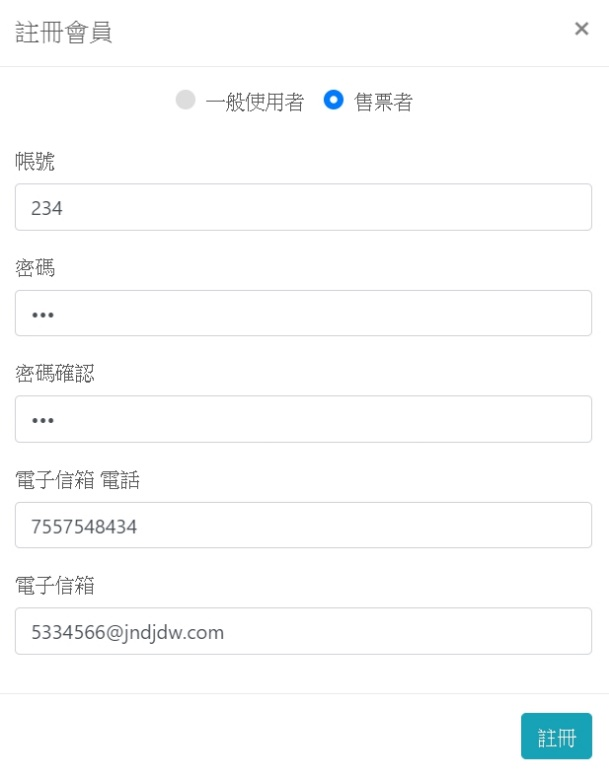 註冊會員 ×
一般使用者 售票者
帳號
234
密碼
•••
密碼確認
•••
電子信箱 電話
7557548434
電子信箱
5334566@jndjdw.com
註冊